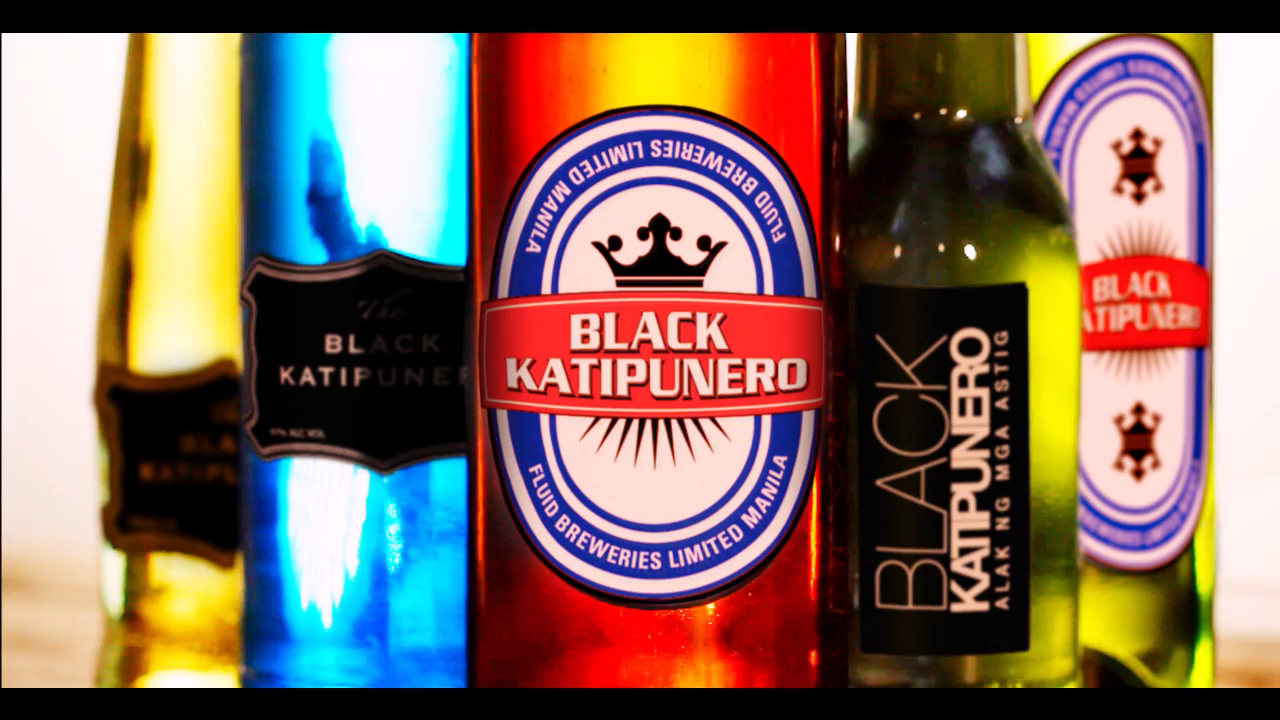 The
BLACK
KATIPUNER
FLUID BREWERIES LIMITED MANILA
BLACK
KATIPUNERO
FLUID BREWERIES LIMITED MANILA
BLACK
KATIPUNERO
ALAK NG MGA ASTIG
BLACK
KATIPUNERO